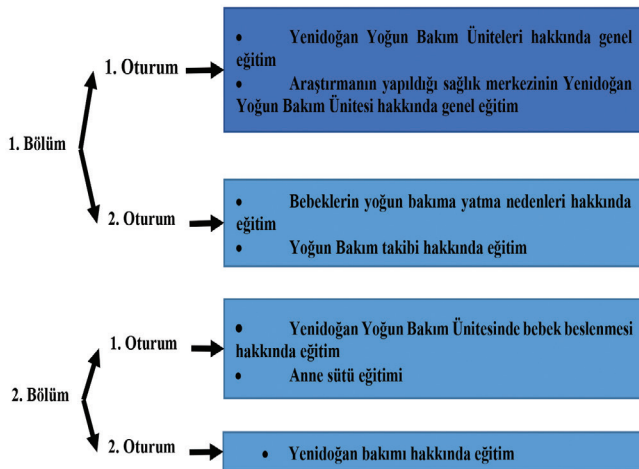 1. Bölüm
1. Oturum
• Yenidoğan Yoğun Bakım Üniteleri hakkında genel
eğitim
• Araştırmanın yapıldığı sağlık merkezinin Yenidoğan
Yoğun Bakım Ünitesi hakkında genel eğitim
2. Oturum
• Bebeklerin yoğun bakıma yatma nedenleri hakkında
eğitim
• Yoğun Bakım takibi hakkında eğitim
2. Bölüm
1. Oturum
• Yenidoğan Yoğun Bakım Ünitesinde bebek beslenmesi
hakkında eğitim
• Anne sütü eğitimi
2. Oturum
• Yenidoğan bakımı hakkında eğitim